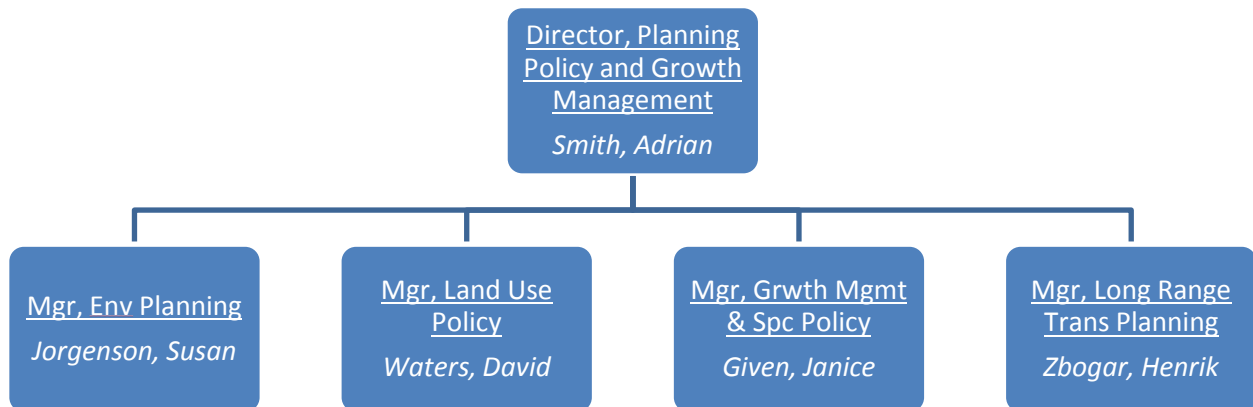 Director, Planning
Policy and Growth
Management
Smith, Adrian
Mgr, Env Planning
Jorgenson, Susan
Mgr, Land Use
Policy
Waters, David
Mgr, Grwth Mgmt
& Spc Policy
Given, Janice
Mgr, Long Range
Trans Planning
Zbogar, Henrik